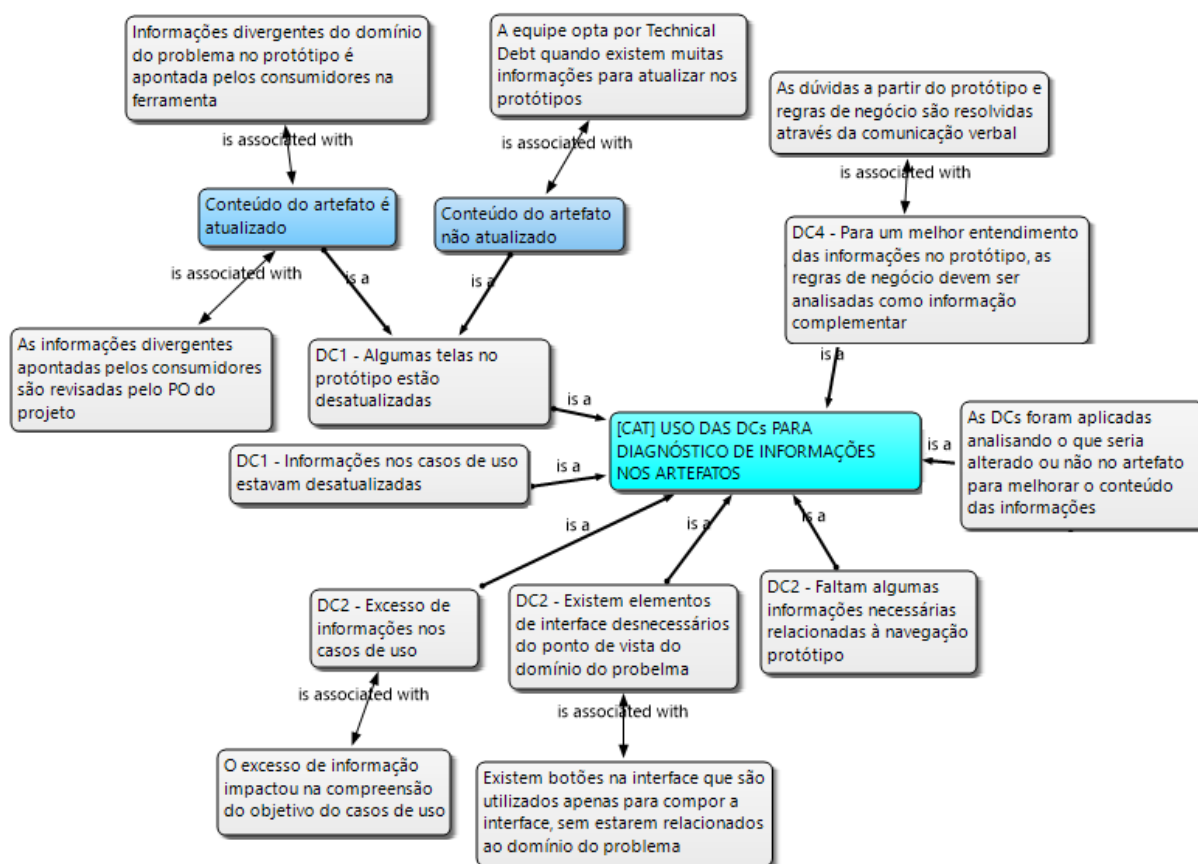 Informações divergentes do domínio
do problema no protótipo é
apontada pelos consumidores na
ferramenta
A equipe opta por Technical
Debt quando existem muitas
informações para atualizar nos
protótipos
As dúvidas a partir do protótipo e
regras de negócio são resolvidas
através da comunicação verbal
is associated with
is associated with
is associated with
Conteúdo do artefato é
atualizado
Conteúdo do artefato
não atualizado
DC4 - Para um melhor entendimento
das informações no protótipo, as
regras de negócio devem ser
analisadas como informação
complementar
is associated with
is a
is a
As informações divergentes
apontadas pelos consumidores
são revisadas pelo PO do
projeto
DC1 - Algumas telas no
protótipo estão
desatualizadas
is a
is a
[CAT] USO DAS DCs PARA
DIAGNÓSTICO DE INFORMAÇÕES
NOS ARTEFATOS
As DCs foram aplicadas
analisando o que seria
alterado ou não no artefato
para melhorar o conteúdo
das informações
is a
DC1 - Informações nos casos de uso
estavam desatualizadas
is a
is a
is a
is a
DC2 - Excesso de
informações nos
casos de uso
DC2 - Existem elementos
de interface desnecessários
do ponto de vista do
domínio do probelma
DC2 - Faltam algumas
informações necessárias
relacionadas à navegação
protótipo
is associated with
is associated with
O excesso de informação
impactou na compreensão
do objetivo do casos de uso
Existem botões na interface que são
utilizados apenas para compor a
interface, sem estarem relacionados
ao domínio do problema